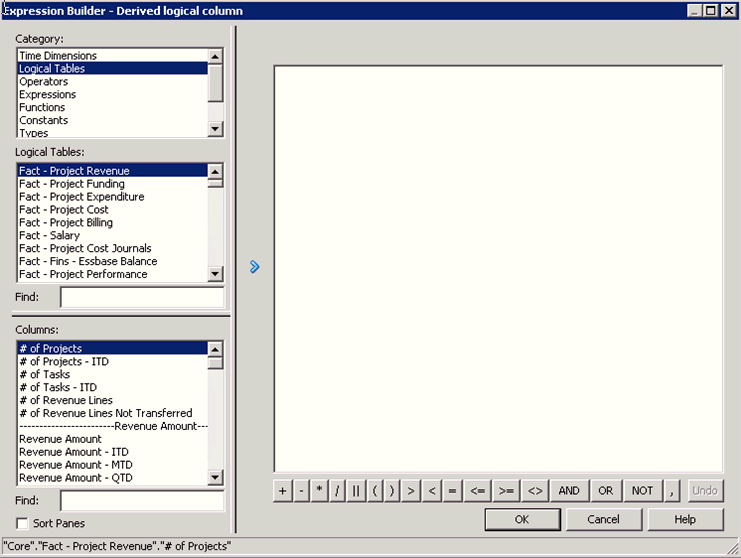 Expression Builder - Derived logical column
Category:
Time Dimensions
Logical Tables
Operators
Expressions
Functions
Constants
Types
Logical Tables:
Fact - Project Revenue
Fact - Project Funding
Fact - Project Expenditure
Fact - Project Cost
Fact - Project Billing
Fact - Salary
Fact - Project Cost Journals
Fact - Fins - Essbase Balance
Fact - Project Performance
Find:
Columns:
# of Projects
# of Projects - ITD
# of Tasks
# of Tasks - ITD
# of Revenue Lines
# of Revenue Lines Not Transferred
------------------------Revenue Amount---
Revenue Amount
Revenue Amount - ITD
Revenue Amount - MTD
Revenue Amount - QTD
Find:
Sort Panes
+ - * / || ( ) > < = <= >= <> AND OR NOT , Undo
OK Cancel Help
"Core"."Fact - Project Revenue"."# of Projects"